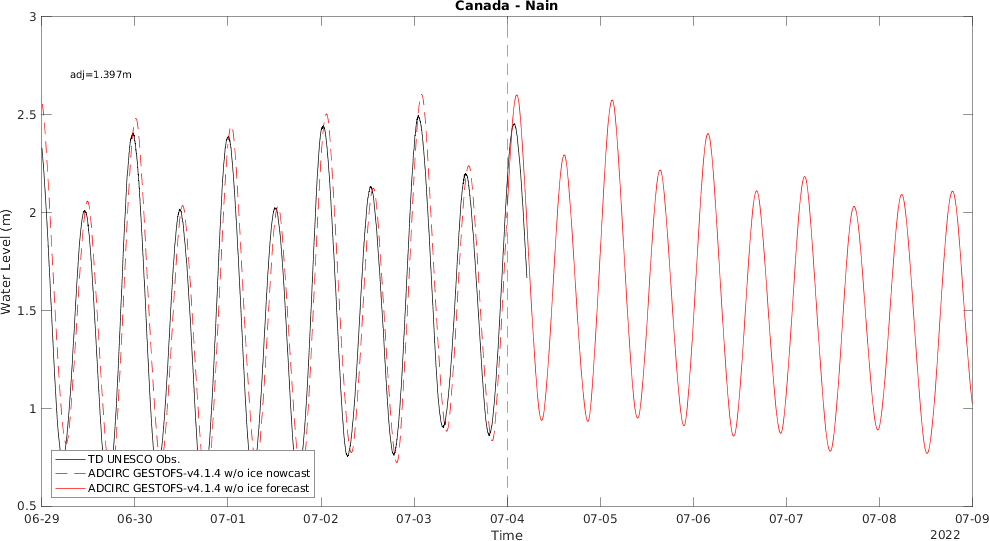 Canada - Nain
adj=1.397m
3
2.5
2
1.5
1
0.5
Water Level (m)
TD UNESCO Obs.
ADCIRC GESTOFS-v4.1.4 w/o ice nowcast
ADCIRC GESTOFS-v4.1.4 w/o ice forecast
06-29 06-30 07-01 07-02 07-03 07-04 07-05 07-06 07-07 07-08 07-09
Time
2022